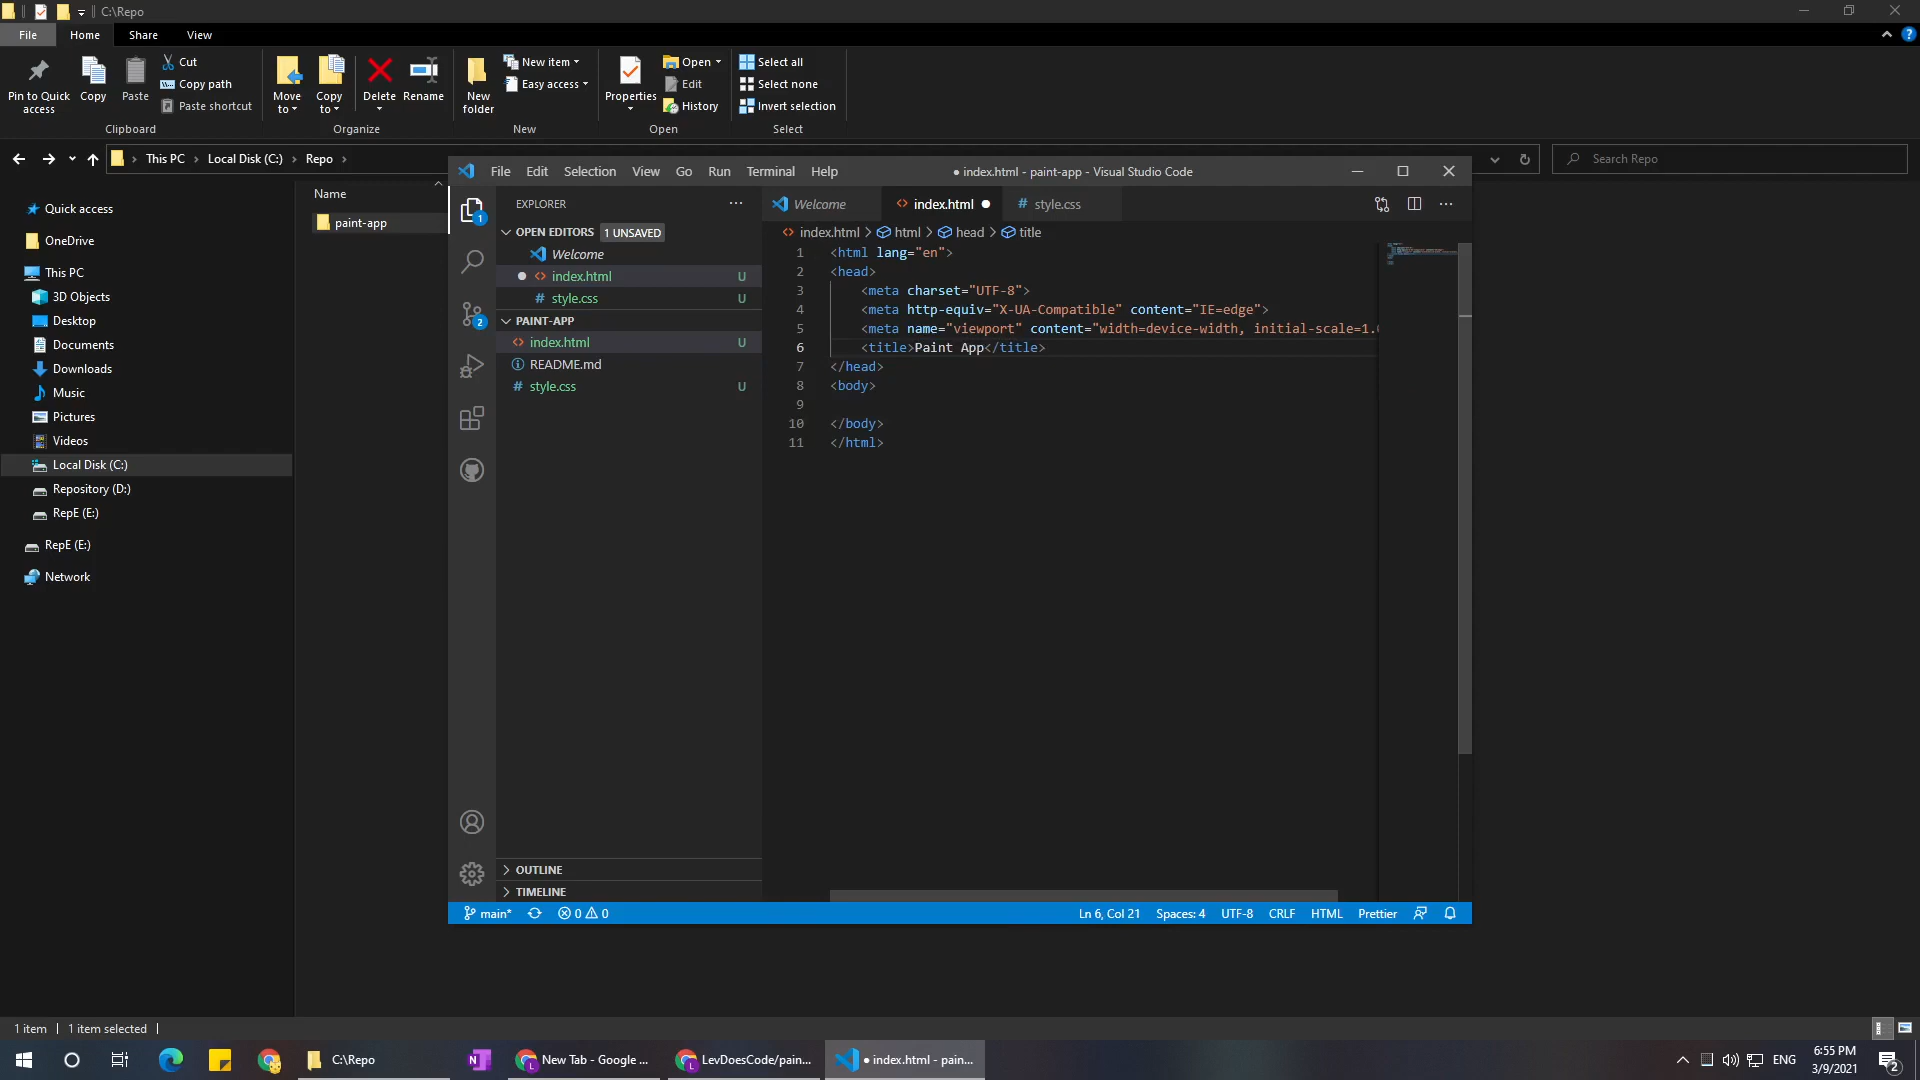 C:\Repo
File Home Share View
Pin to Quick access
Copy
Paste
Cut
Copy path
Paste shortcut
Clipboard
Move to
Copy to
Delete
Rename
Organize
New folder
New item
Easy access
New
Properties
Open
Edit
History
Open
Select all
Select none
Invert selection
Select
This PC Local Disk (C:) Repo
Search Repo
Name
paint-app
Quick access
OneDrive
This PC
3D Objects
Desktop
Documents
Downloads
Music
Pictures
Videos
Local Disk (C:)
Repository (D:)
RepE (E:)
RepE (E:)
Network
File Edit Selection View Go Run Terminal Help
● index.html - paint-app - Visual Studio Code
1
2
EXPLORER
OPEN EDITORS 1 UNSAVED
Welcome
index.html U
style.css U
PAINT-APP
index.html U
README.md
style.css U
OUTLINE
TIMELINE
Welcome
index.html
# style.css
index.html > html > head > title
1 <html lang="en">
2 <head>
3 <meta charset="UTF-8">
4 <meta http-equiv="X-UA-Compatible" content="IE=edge">
5 <meta name="viewport" content="width=device-width, initial-scale=1.0
6 <title>Paint App</title>
7 </head>
8 <body>
9
10 </body>
11 </html>
main* 0 0
Ln 6, Col 21 Spaces: 4 UTF-8 CRLF HTML Prettier
1 item 1 item selected
C:\Repo
New Tab - Google ...
LevDoesCode/pain...
● index.html - pain...
ENG
6:55 PM
3/9/2021
2